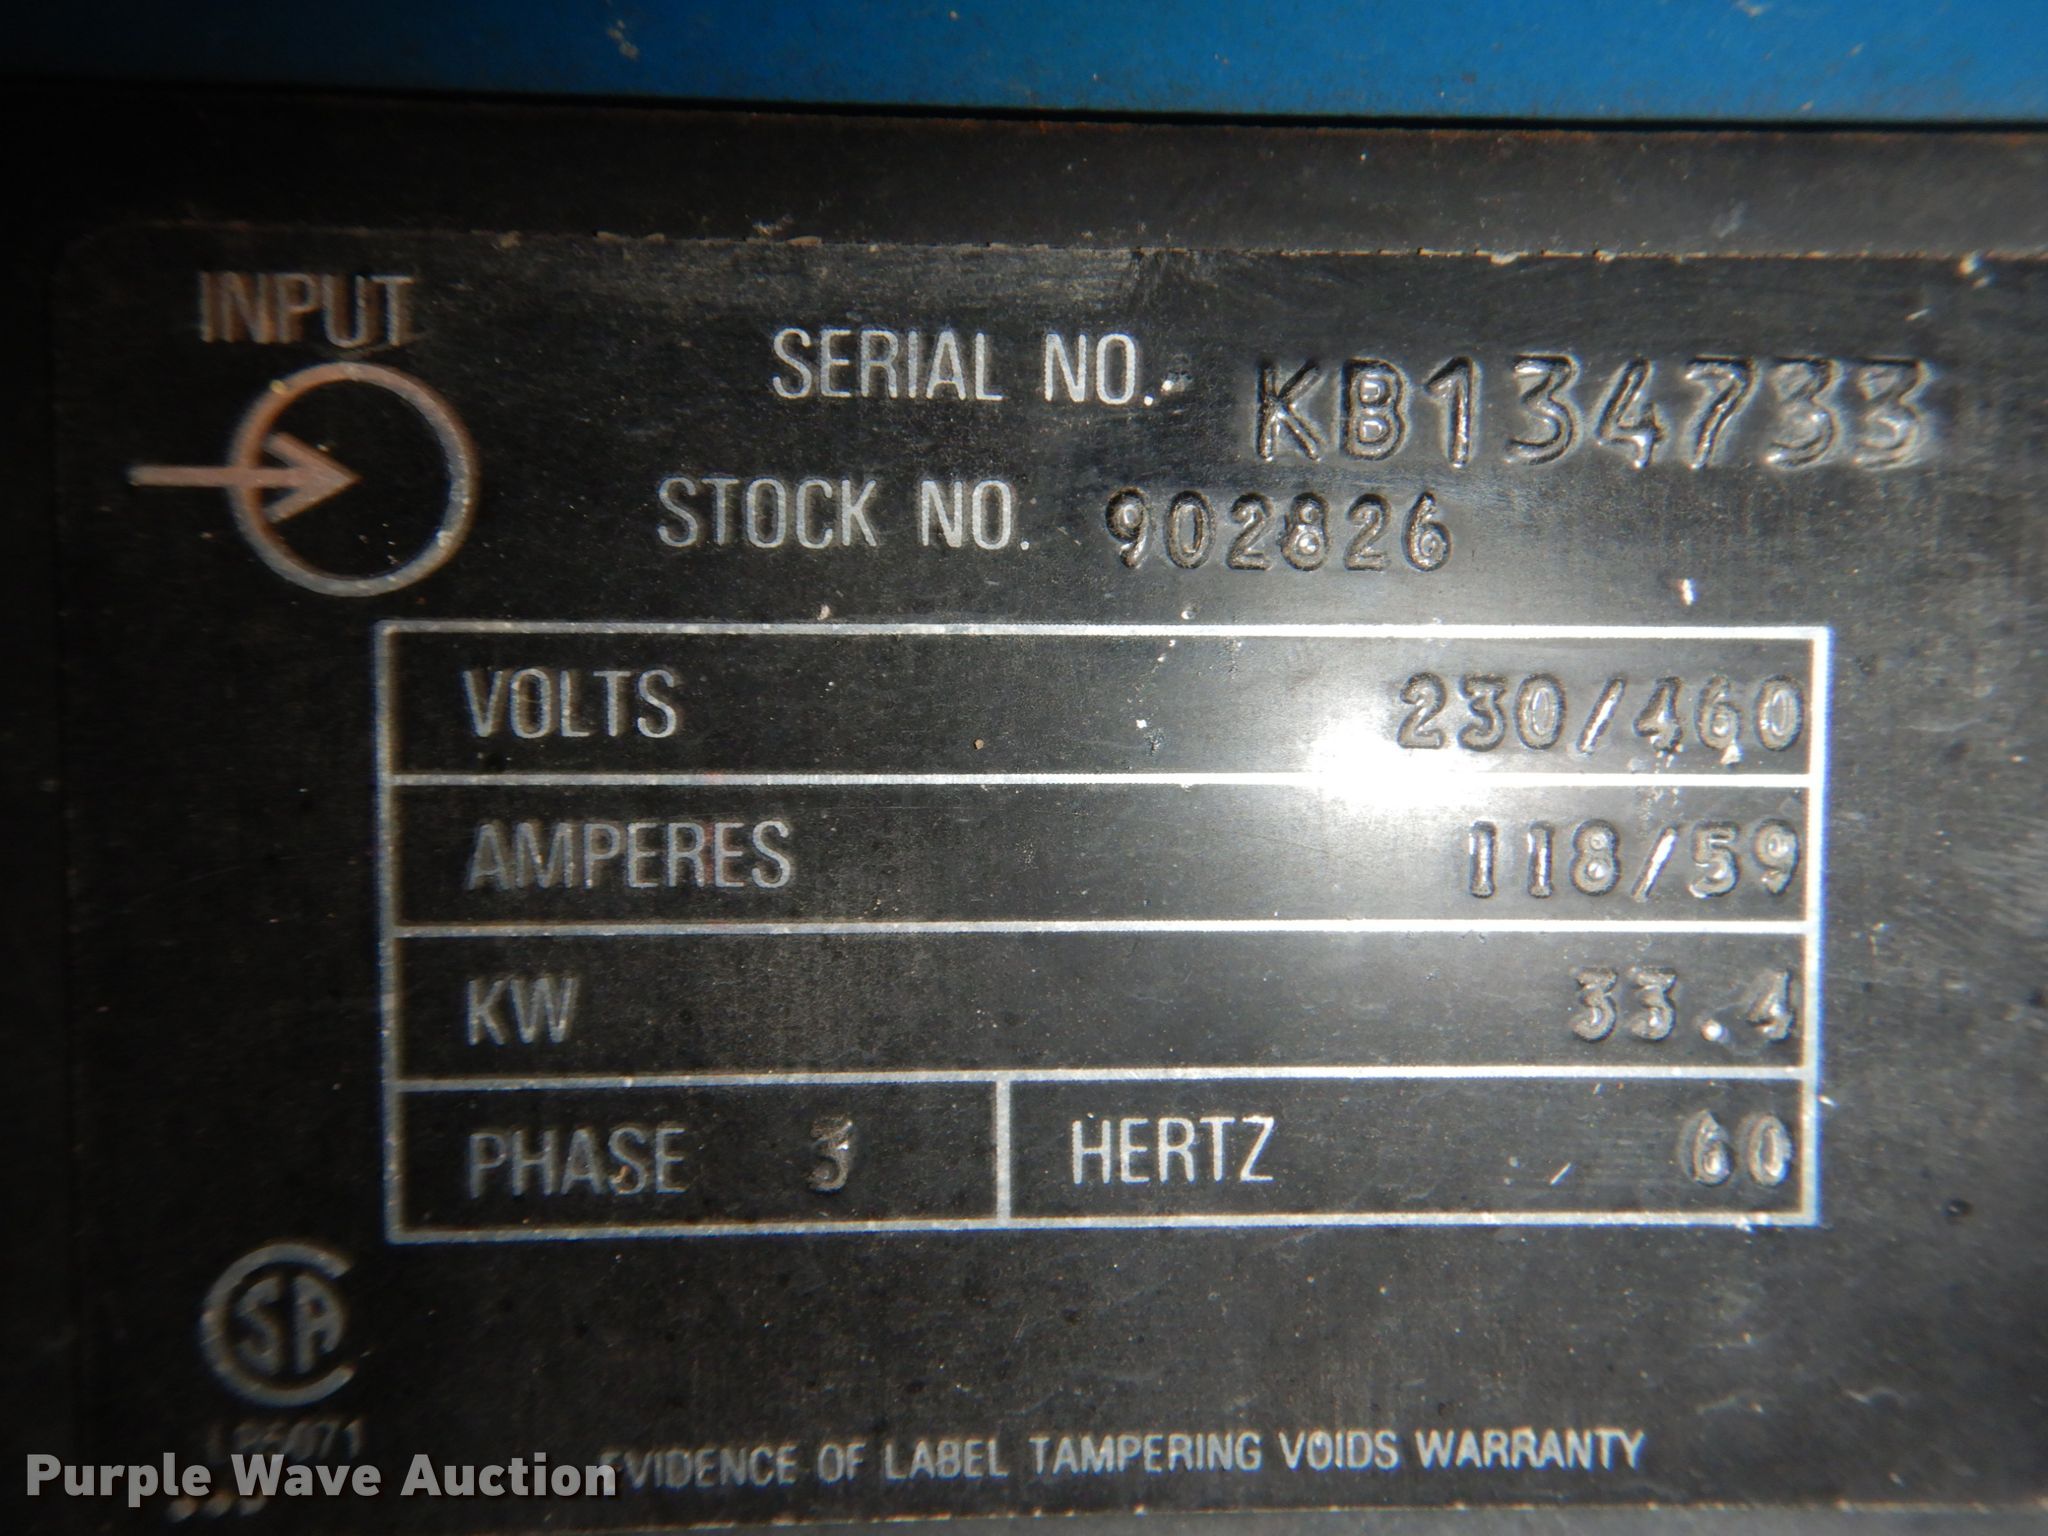 INPUT
SERIAL NO. KB134733
STOCK NO. 902826
VOLTS 230/460
AMPERES 118/59
KW 33.4
PHASE 3 HERTZ 60
CSA
EVIDENCE OF LABEL TAMPERING VOIDS WARRANTY
Purple Wave Auction